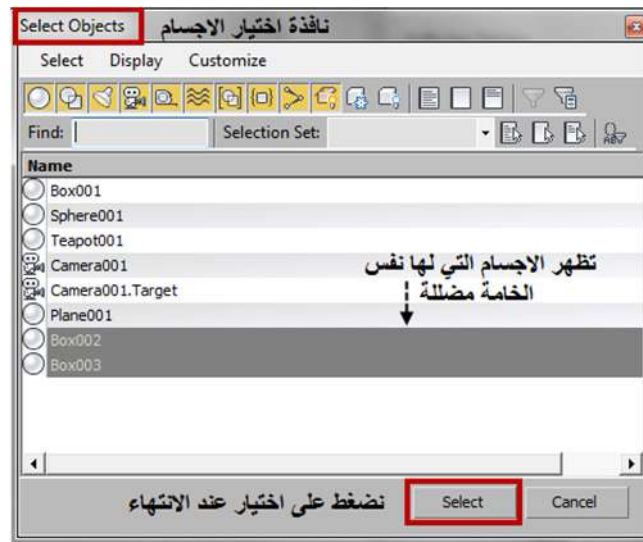 Select Objects نافذة اختيار الاجسام
Select Display Customize
Find: Selection Set:
Name
Box001
Sphere001
Teapot001
Camera001 تظهر الاجسام التي لها نفس
Camera001.Target الخامة مضللة
Plane001
Box002
Box003
نضغط على اختيار عند الانتهاء Select Cancel